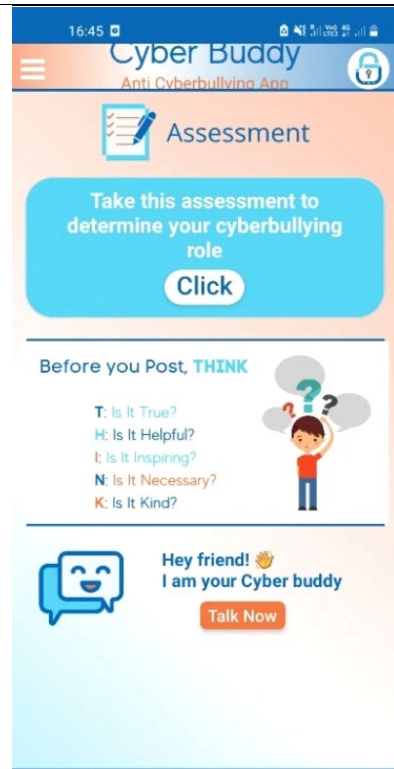 16:45
Cyber Buddy
Anti Cyberbullying App
Assessment
Take this assessment to
determine your cyberbullying
role
Click
Before you Post, THINK
T: Is It True?
H: Is It Helpful?
I: Is It Inspiring?
N: Is It Necessary?
K: Is It Kind?
Hey friend! 👋
I am your Cyber buddy
Talk Now